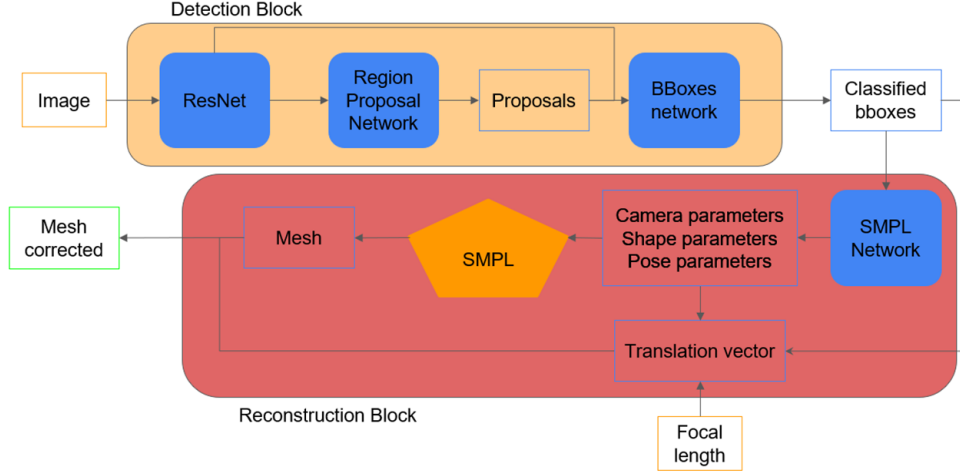 Detection Block
Image
ResNet
Region
Proposal
Network
Proposals
BBoxes
network
Classified
bboxes
Mesh
corrected
Mesh
SMPL
Camera parameters
Shape parameters
Pose parameters
SMPL
Network
Translation vector
Reconstruction Block
Focal
length